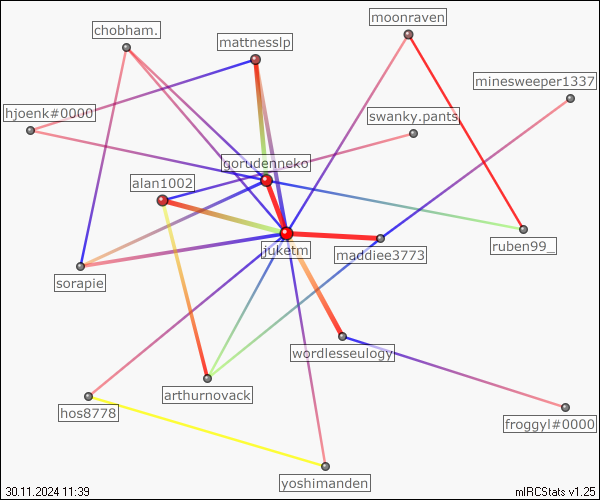 moonraven
chobham.
mattnesslp
minesweeper1337
hjoenk#0000
swanky.pants
gorudenneko
alan1002
juketm
maddiee3773
ruben99_
sorapie
wordlesseulogy
arthurnovack
hos8778
froggyl#0000
yoshimanden
30.11.2024 11:39
mIRCStats v1.25